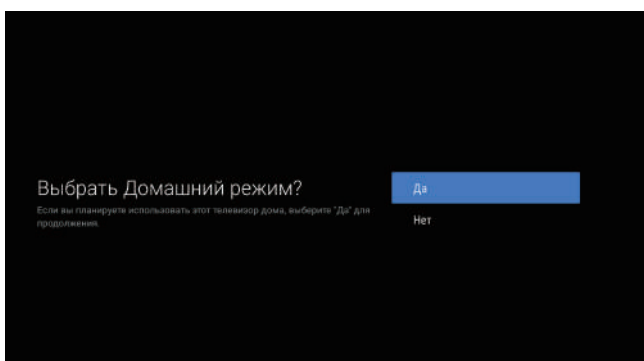 Выбрать Домашний режим?
Если вы планируете использовать этот телевизор дома, выберите "Да" для
продолжения.
Да
Нет